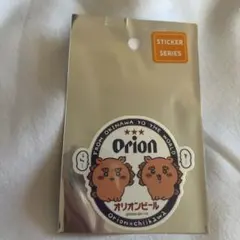 STICKER
SERIES
FROM OKINAWA TO THE WORLD
Orion
オリオンビール
Orion×chiikawa